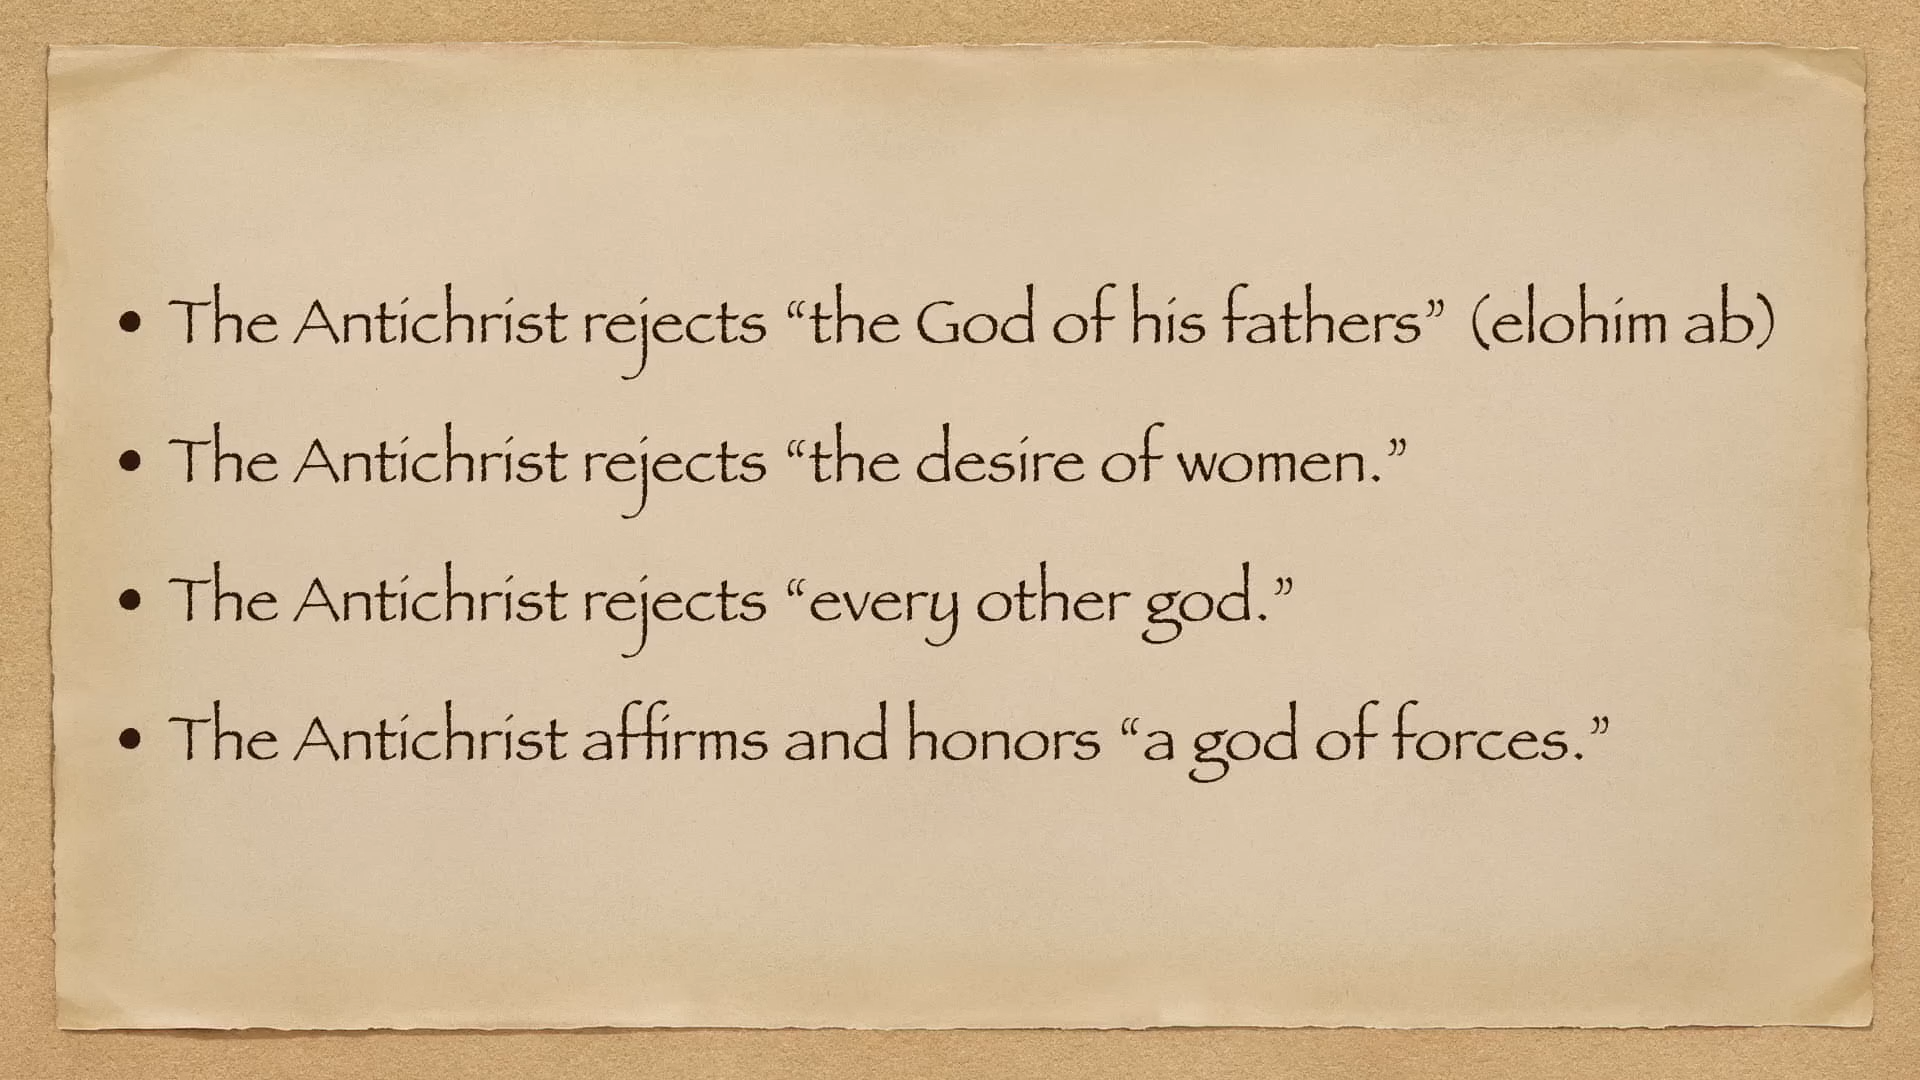 • The Antichrist rejects “the God of his fathers” (elohim ab)
• The Antichrist rejects “the desire of women.”
• The Antichrist rejects “every other god.”
• The Antichrist affirms and honors “a god of forces.”